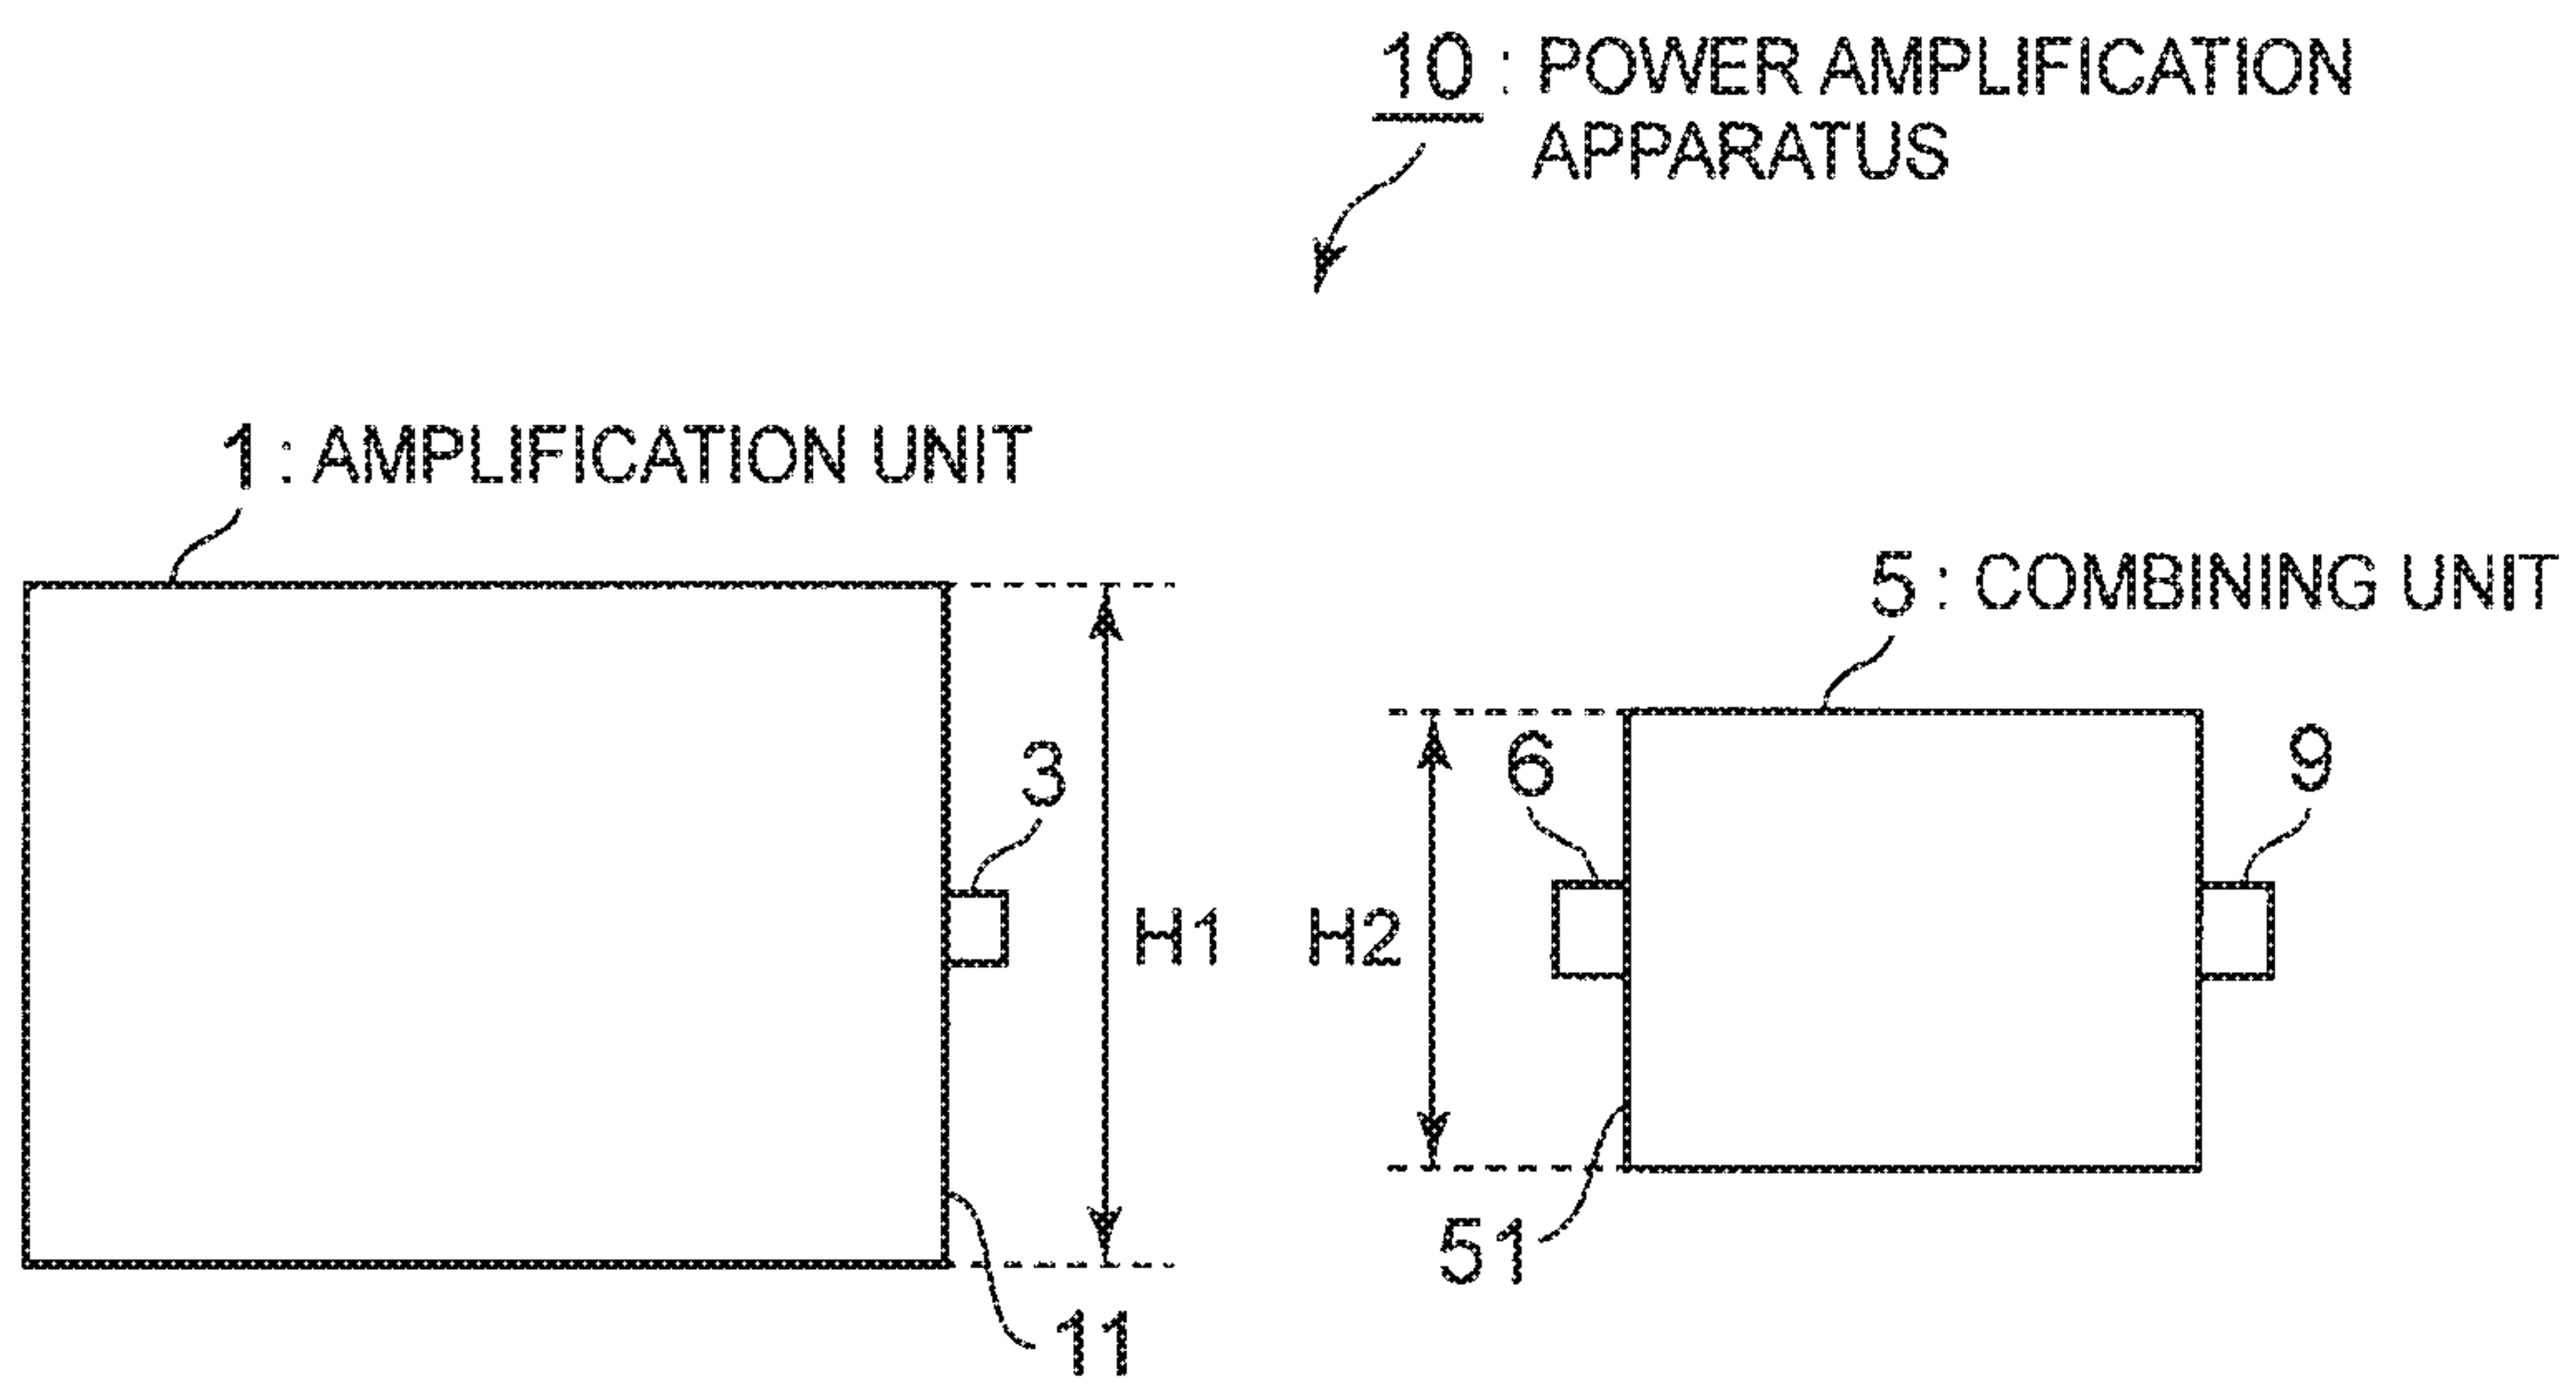 10 : POWER AMPLIFICATION
APPARATUS
1 : AMPLIFICATION UNIT
5 : COMBINING UNIT
3
6
9
H1
H2
51
11